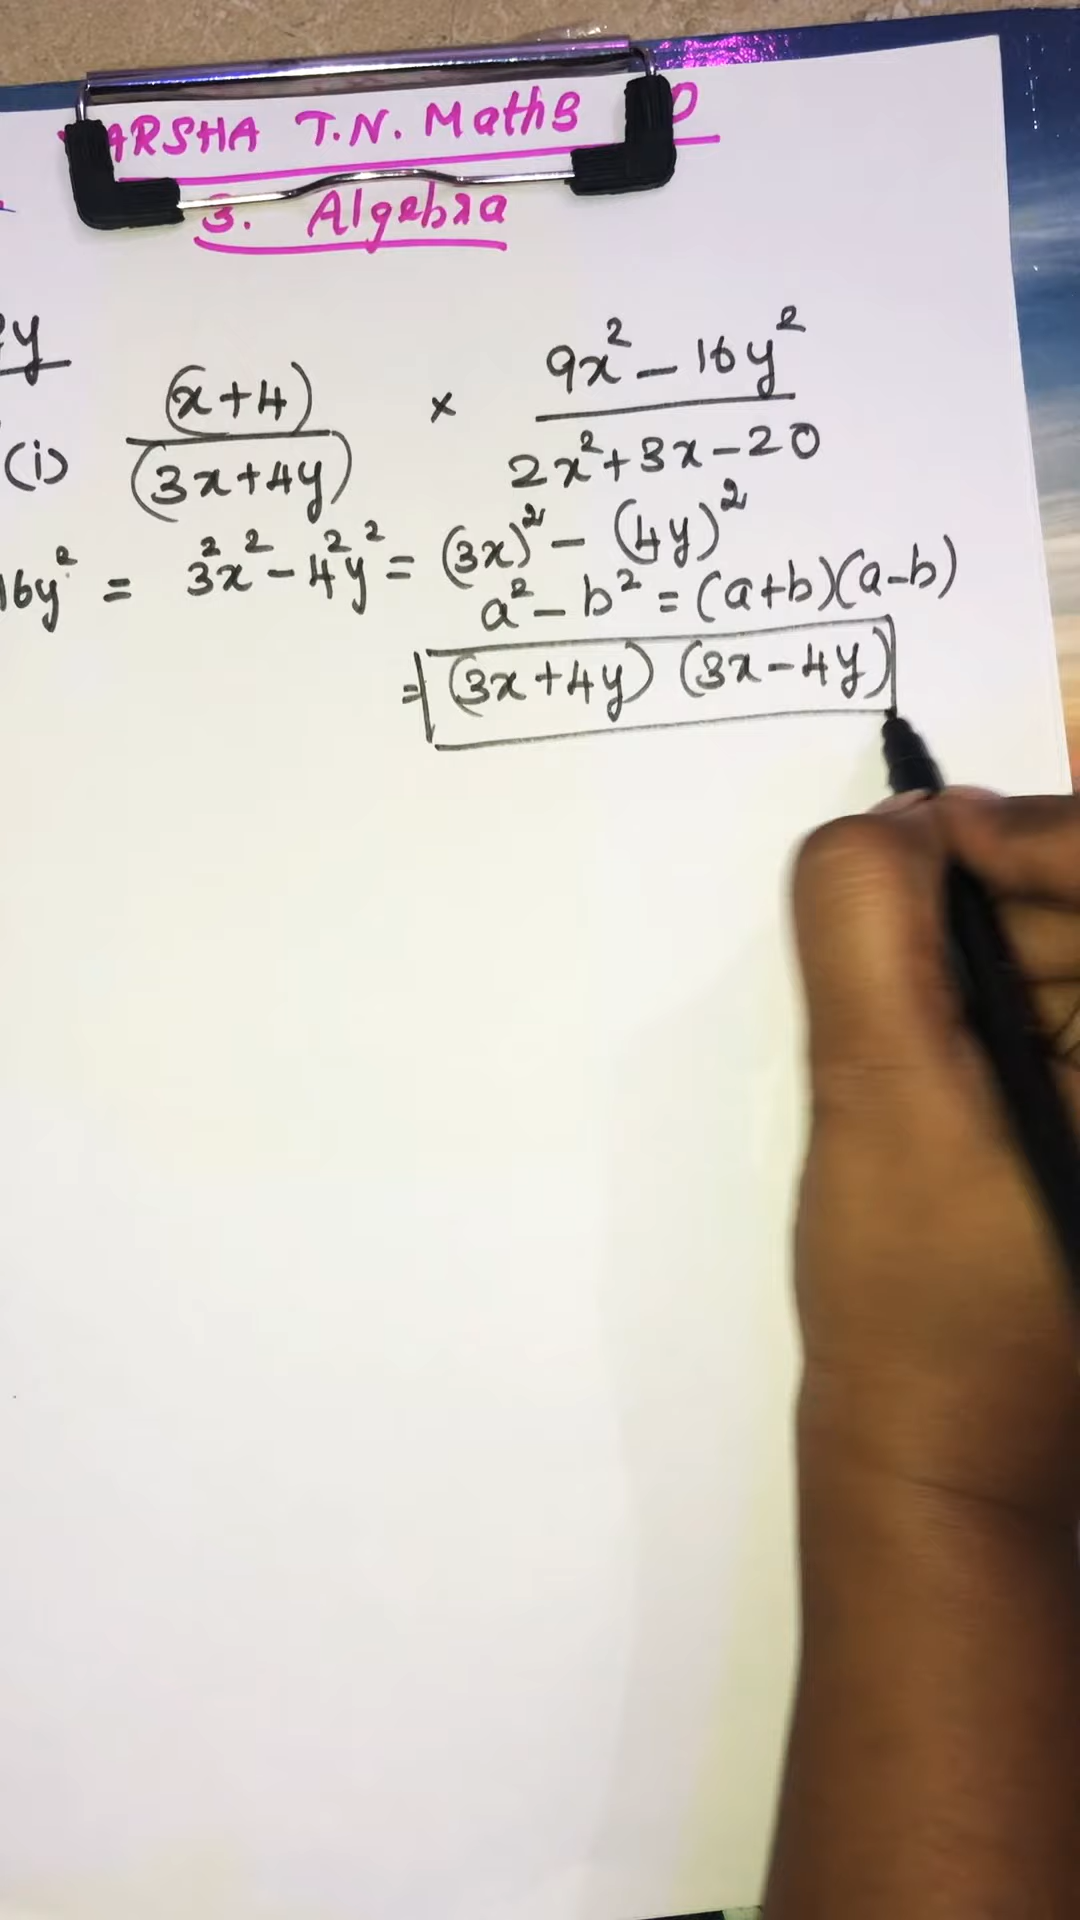 ARSHA T.N. Maths
3. Algebra
(i) (x+4) / (3x+4y) × 9x² - 16y² / 2x²+3x-20
16y² = 3²x² - 4²y² = (3x)² - (4y)²
a² - b² = (a+b)(a-b)
= (3x+4y) (3x-4y)